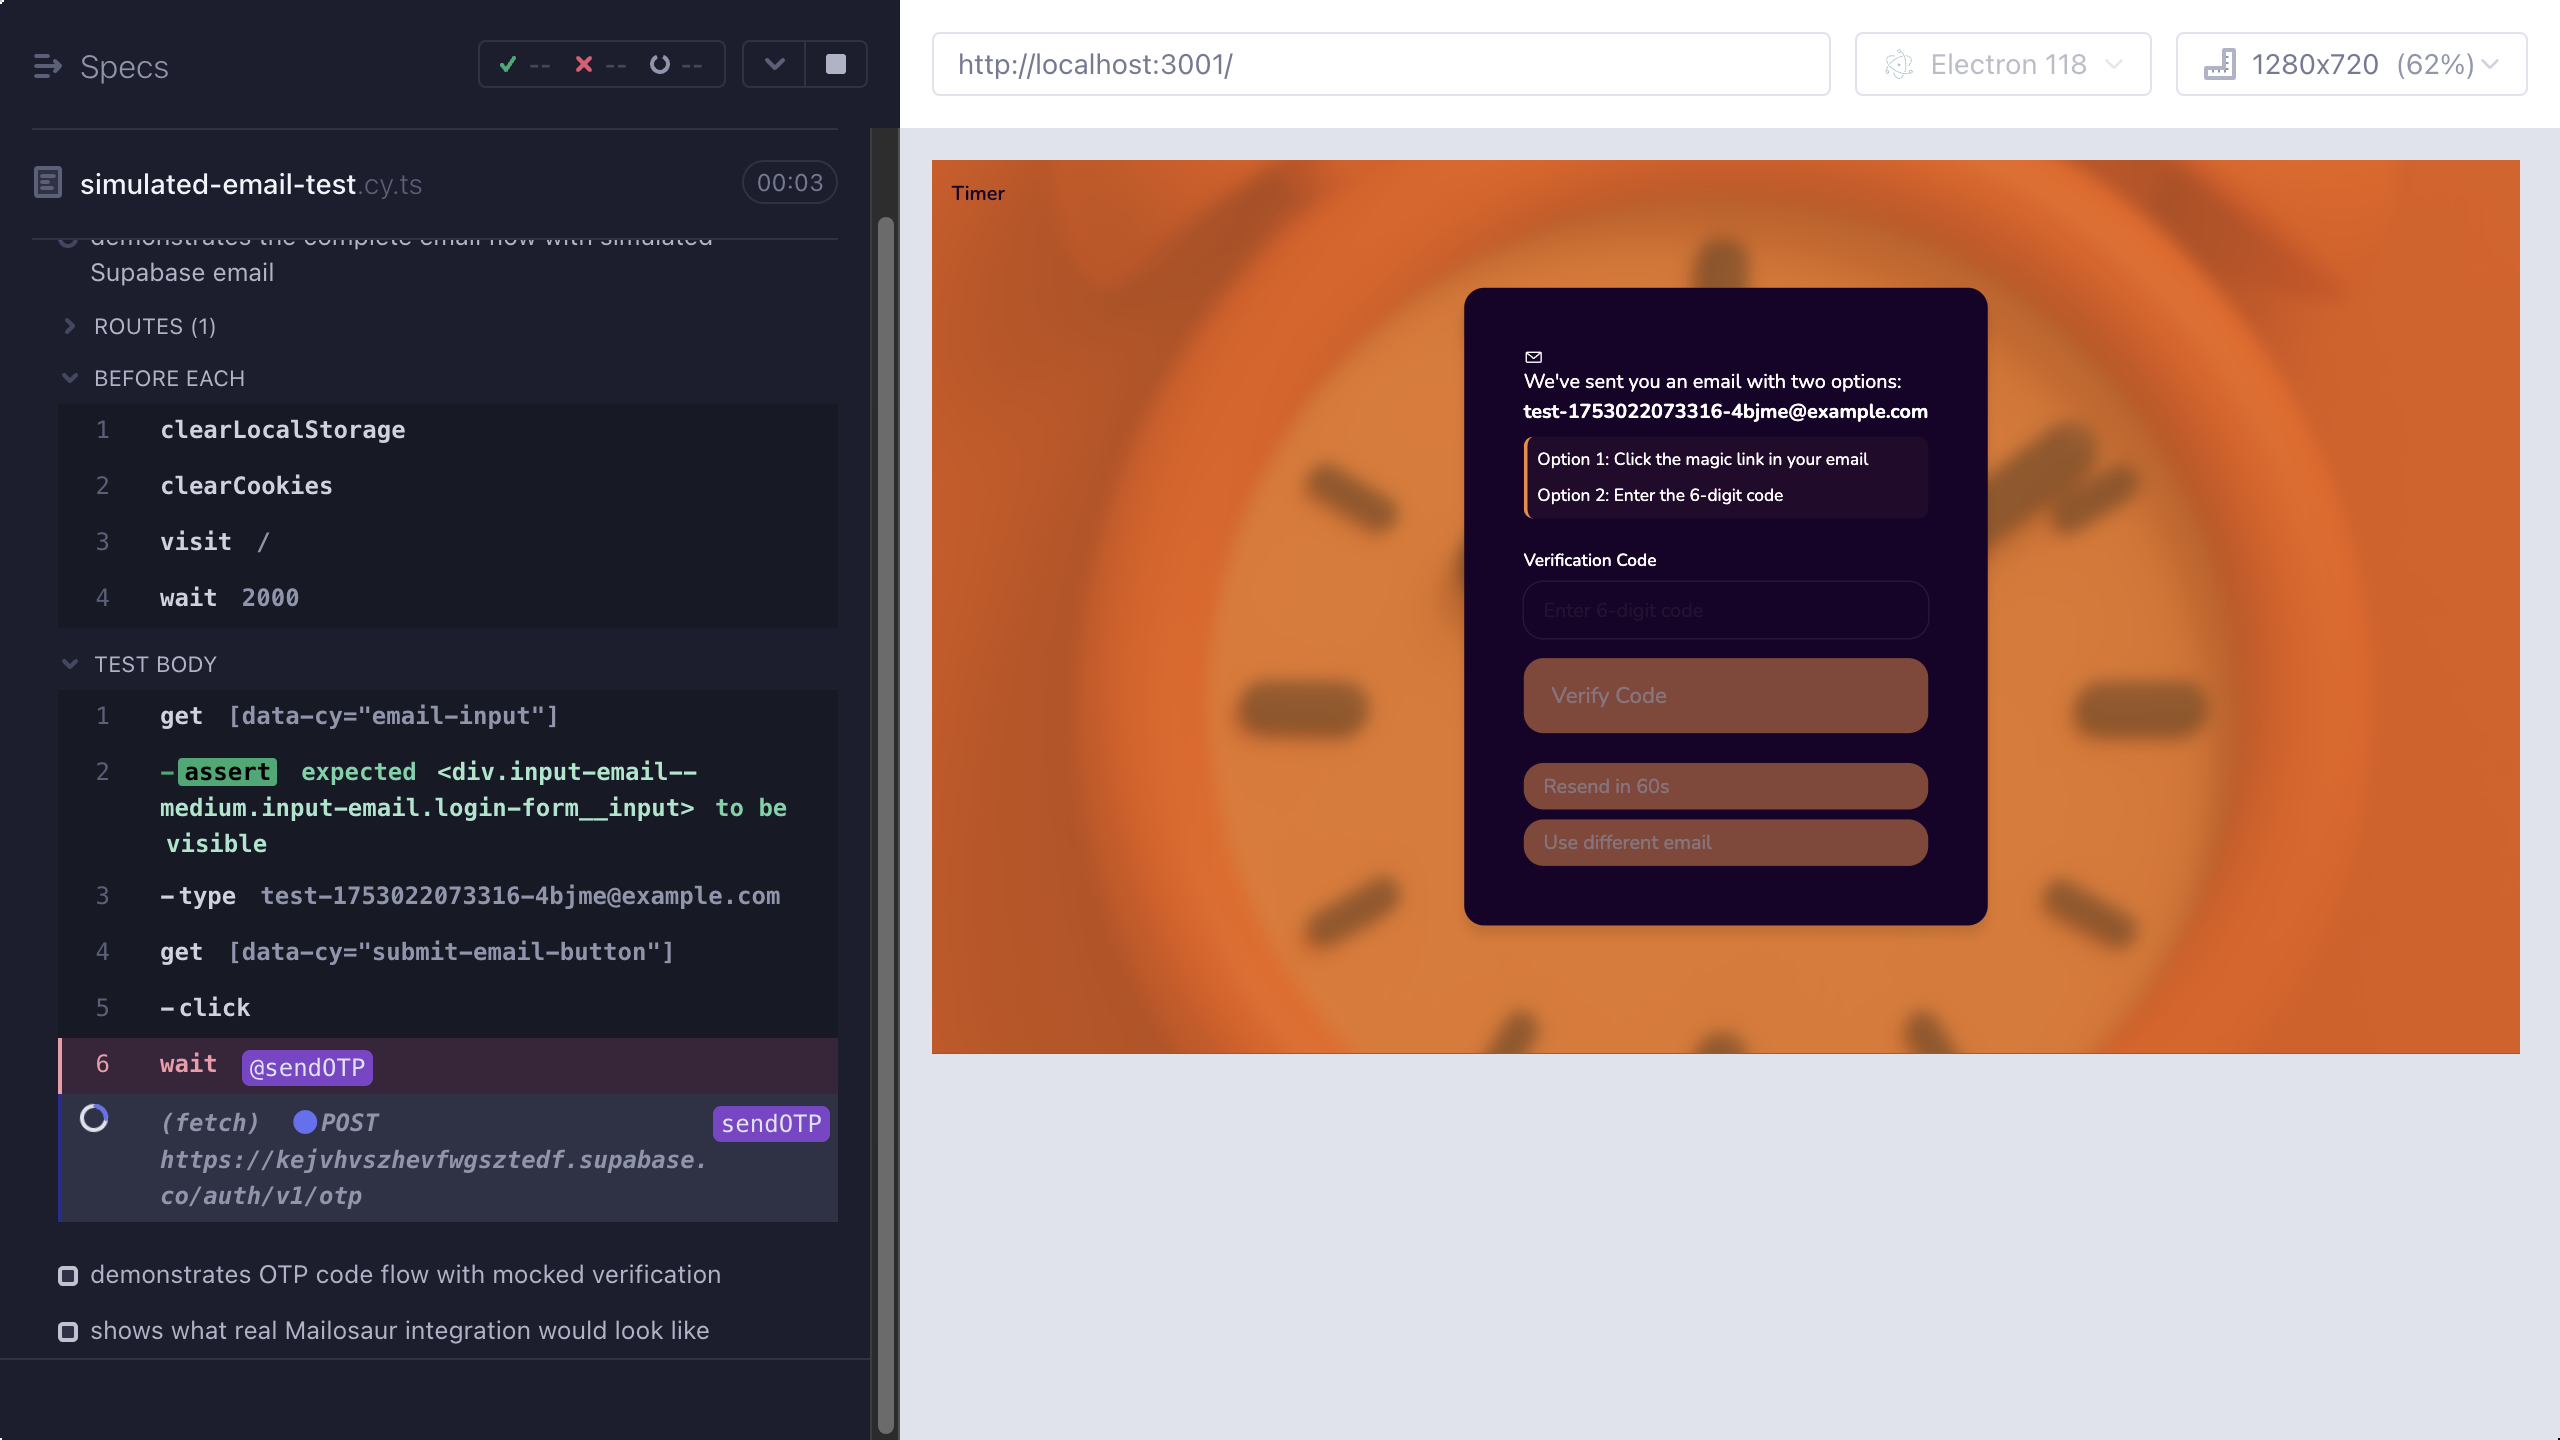 Specs
-- -- --
simulated-email-test.cy.ts
00:03
demonstrates the complete email flow with simulated
Supabase email
ROUTES (1)
BEFORE EACH
1 clearLocalStorage
2 clearCookies
3 visit /
4 wait 2000
TEST BODY
1 get [data-cy="email-input"]
2 -assert expected <div.input-email--
medium.input-email.login-form__input> to be
visible
3 -type test-1753022073316-4bjme@example.com
4 get [data-cy="submit-email-button"]
5 -click
6 wait @sendOTP
(fetch) POST sendOTP
https://kejvhvszhevfwgsztedf.supabase.
co/auth/v1/otp
demonstrates OTP code flow with mocked verification
shows what real Mailosaur integration would look like
http://localhost:3001/
Electron 118
1280x720 (62%)
Timer
We've sent you an email with two options:
test-1753022073316-4bjme@example.com
Option 1: Click the magic link in your email
Option 2: Enter the 6-digit code
Verification Code
Enter 6-digit code
Verify Code
Resend in 60s
Use different email